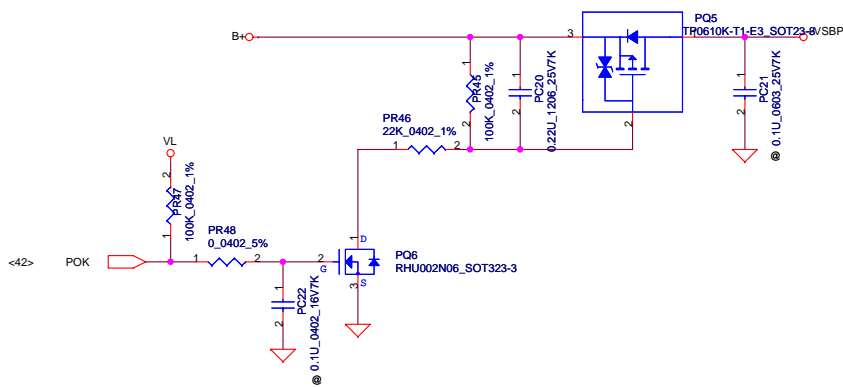 PQ5
TP0610K-T1-E3_SOT23-3
B+
3
1
VSBP
1
PR45
100K_0402_1%
2
1
PC20
0.22U_1206_25V7K
2
2
1
PC21
0.1U_0603_25V7K
2
@
PR46
22K_0402_1%
1
2
VL
2
PR47
100K_0402_1%
1
PR48
0_0402_5%
1
2
<42>
POK
1
D
2
G
S
3
PQ6
RHU002N06_SOT323-3
1
PC22
0.1U_0402_16V7K
2
@